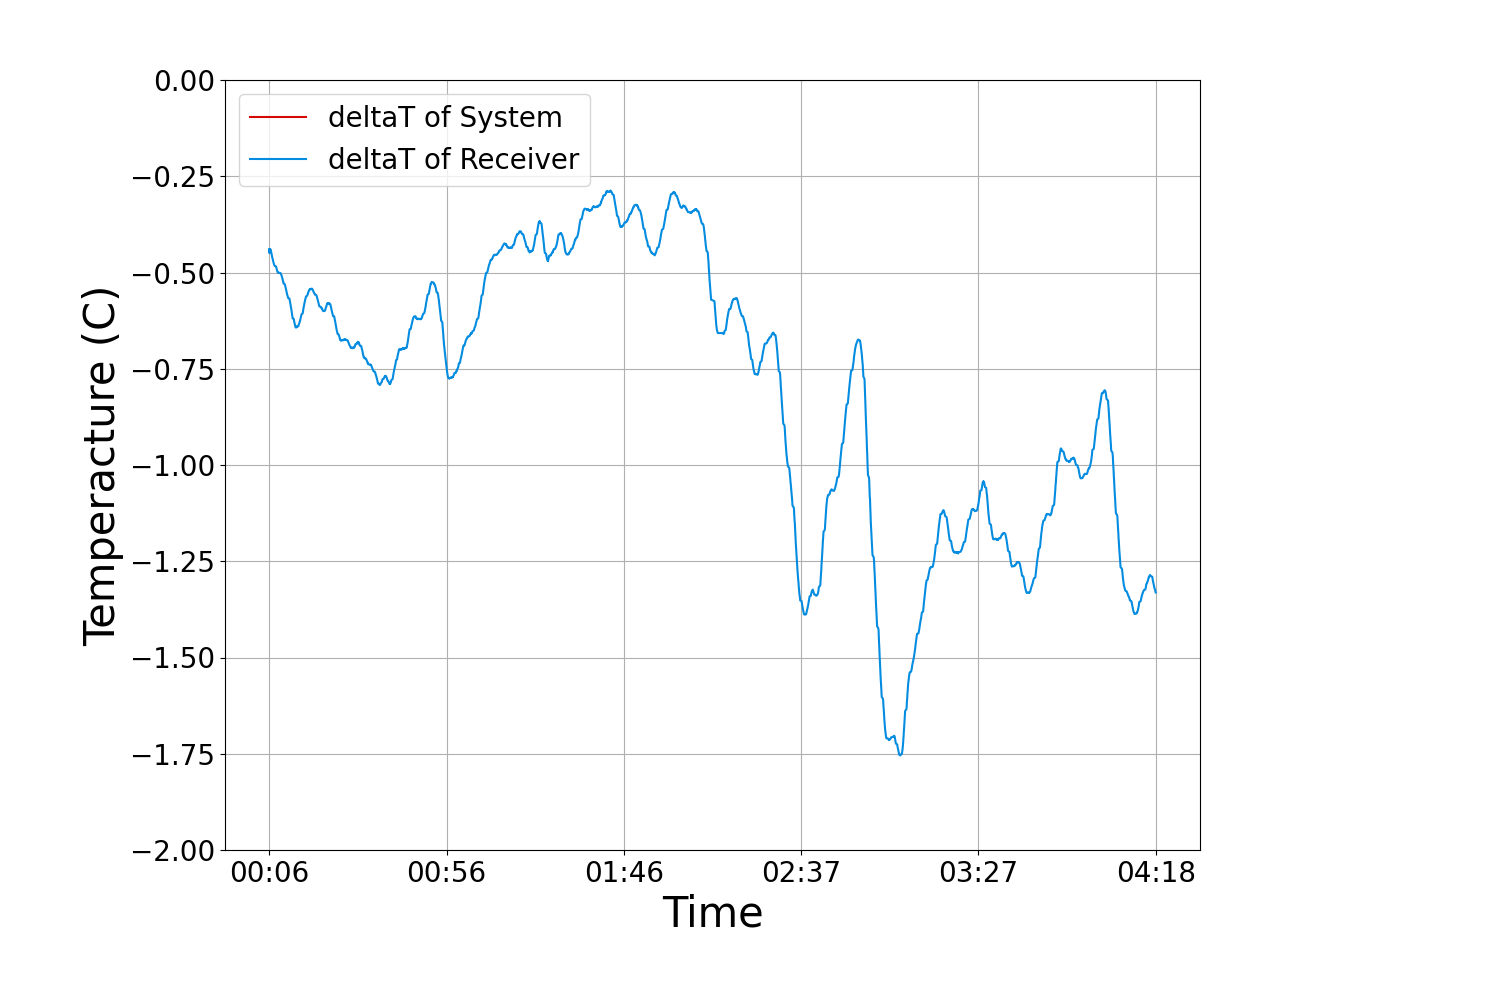 0.00
−0.25
−0.50
−0.75
−1.00
−1.25
−1.50
−1.75
−2.00
Temperacture (C)
deltaT of System
deltaT of Receiver
00:06 00:56 01:46 02:37 03:27 04:18
Time